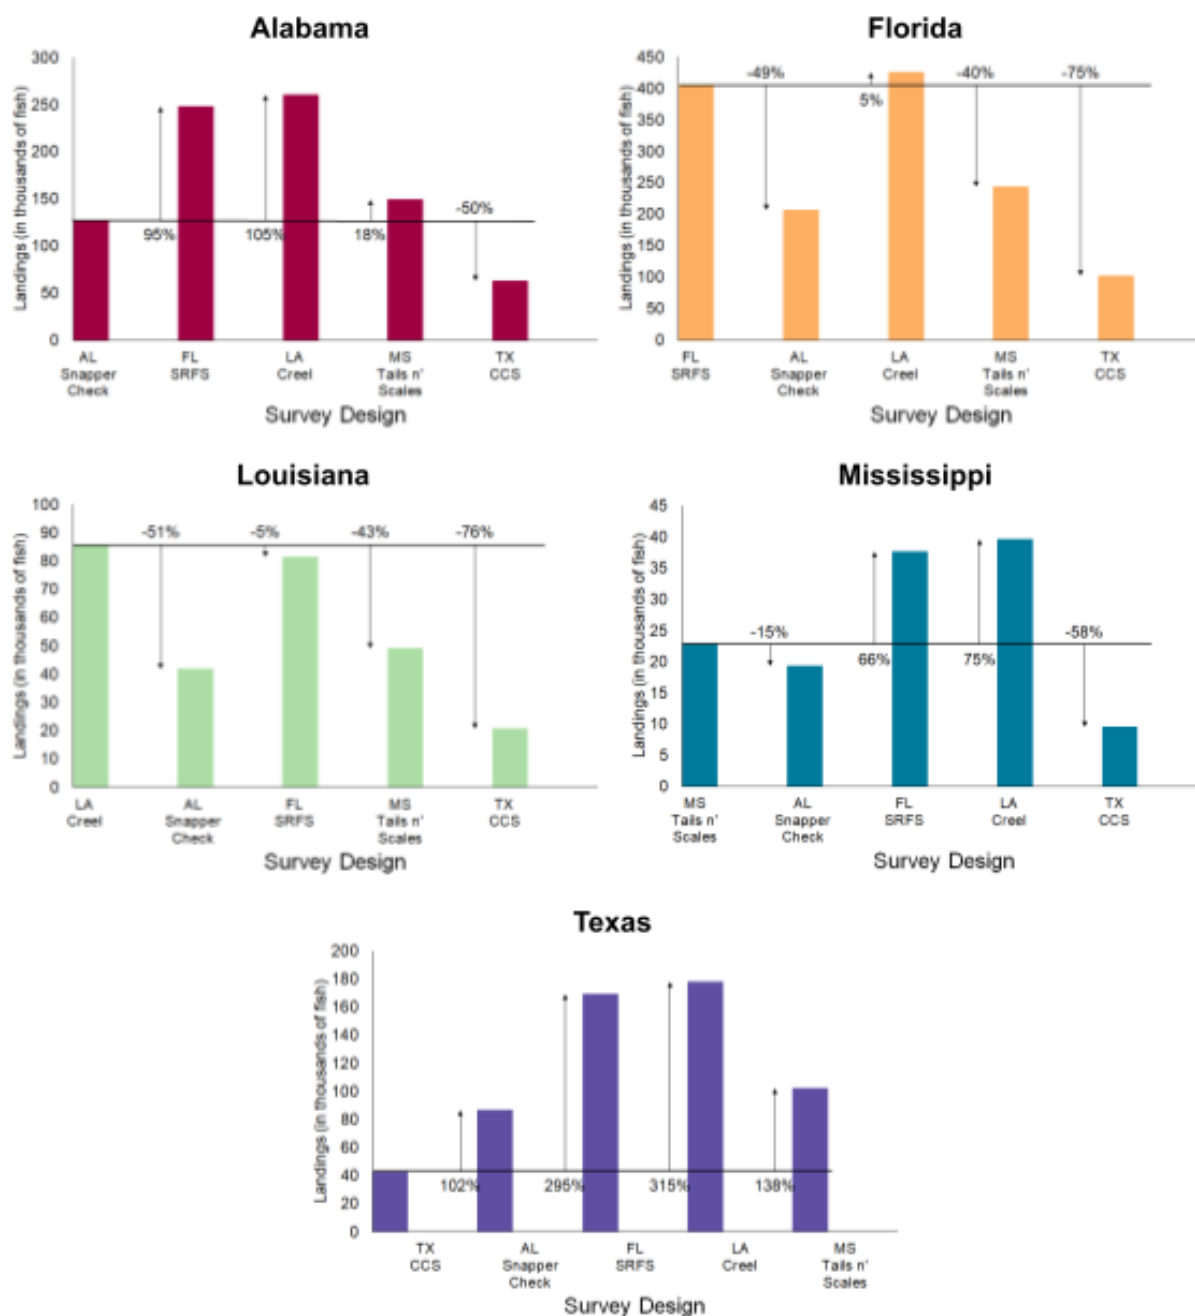 Alabama
Landings (in thousands of fish)
300
250
200
150
100
50
0
95%
105%
18%
-50%
AL
Snapper
Check
FL
SRFS
LA
Creel
MS
Tails n'
Scales
TX
CCS
Survey Design
Florida
Landings (in thousands of fish)
450
400
350
300
250
200
150
100
50
0
-49%
5%
-40%
-75%
FL
SRFS
AL
Snapper
Check
LA
Creel
MS
Tails n'
Scales
TX
CCS
Survey Design
Louisiana
Landings (in thousands of fish)
100
90
80
70
60
50
40
30
20
10
0
-51%
-5%
-43%
-76%
LA
Creel
AL
Snapper
Check
FL
SRFS
MS
Tails n'
Scales
TX
CCS
Survey Design
Mississippi
Landings (in thousands of fish)
45
40
35
30
25
20
15
10
5
0
-15%
66%
75%
-58%
MS
Tails n'
Scales
AL
Snapper
Check
FL
SRFS
LA
Creel
TX
CCS
Survey Design
Texas
Landings (in thousands of fish)
200
180
160
140
120
100
80
60
40
20
0
102%
295%
315%
138%
TX
CCS
AL
Snapper
Check
FL
SRFS
LA
Creel
MS
Tails n'
Scales
Survey Design